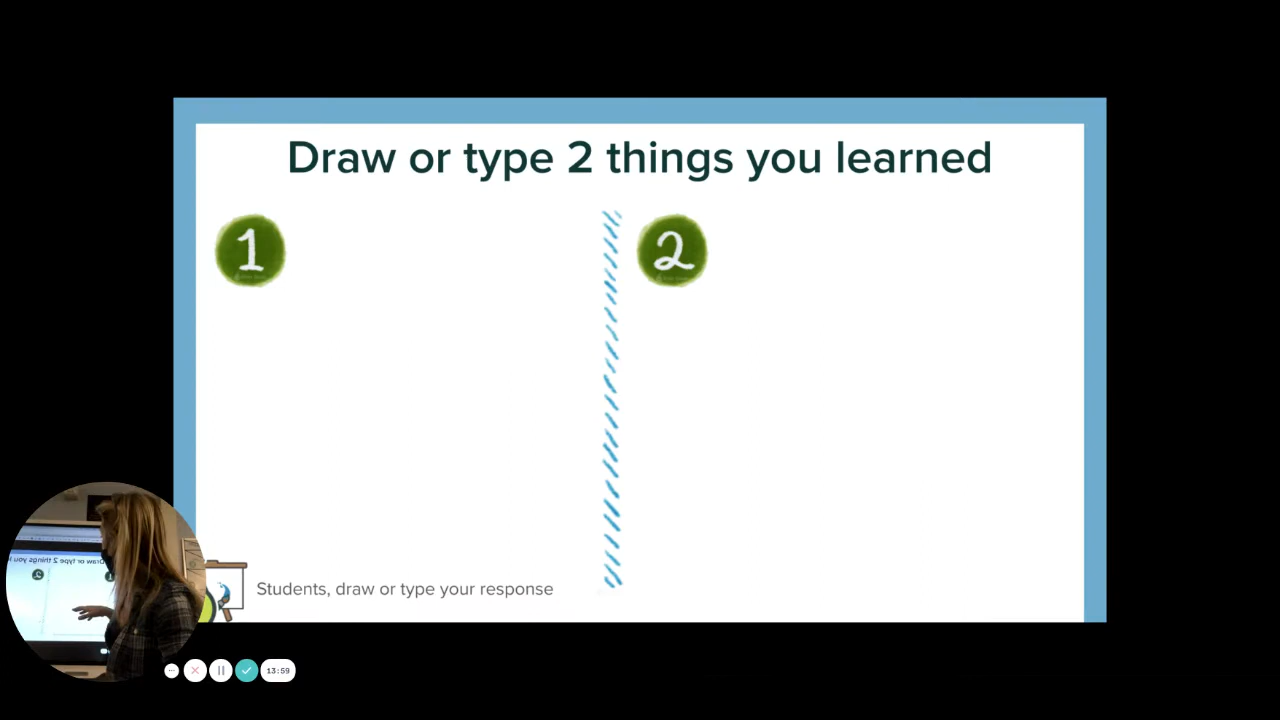 Draw or type 2 things you learned
1
2
Students, draw or type your response
13:59